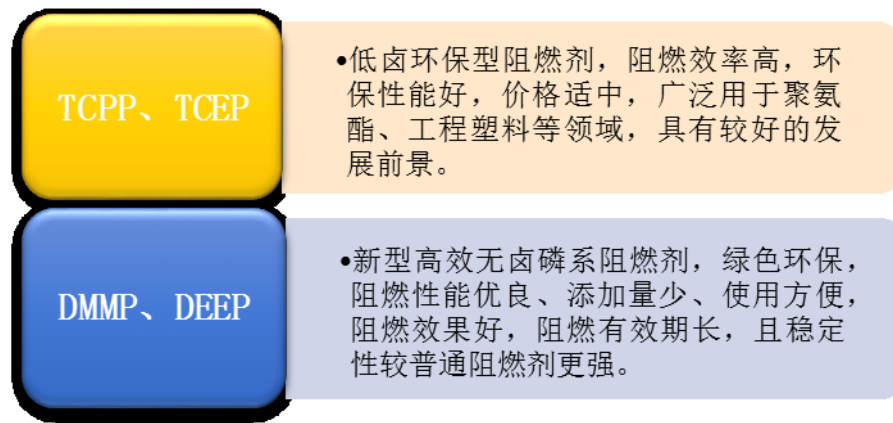 TCPP、TCEP
•低卤环保型阻燃剂，阻燃效率高，环
保性能好，价格适中，广泛用于聚氨
酯、工程塑料等领域，具有较好的发
展前景。
DMMP、DEEP
•新型高效无卤磷系阻燃剂，绿色环保，
阻燃性能优良、添加量少、使用方便，
阻燃效果好，阻燃有效期长，且稳定
性较普通阻燃剂更强。